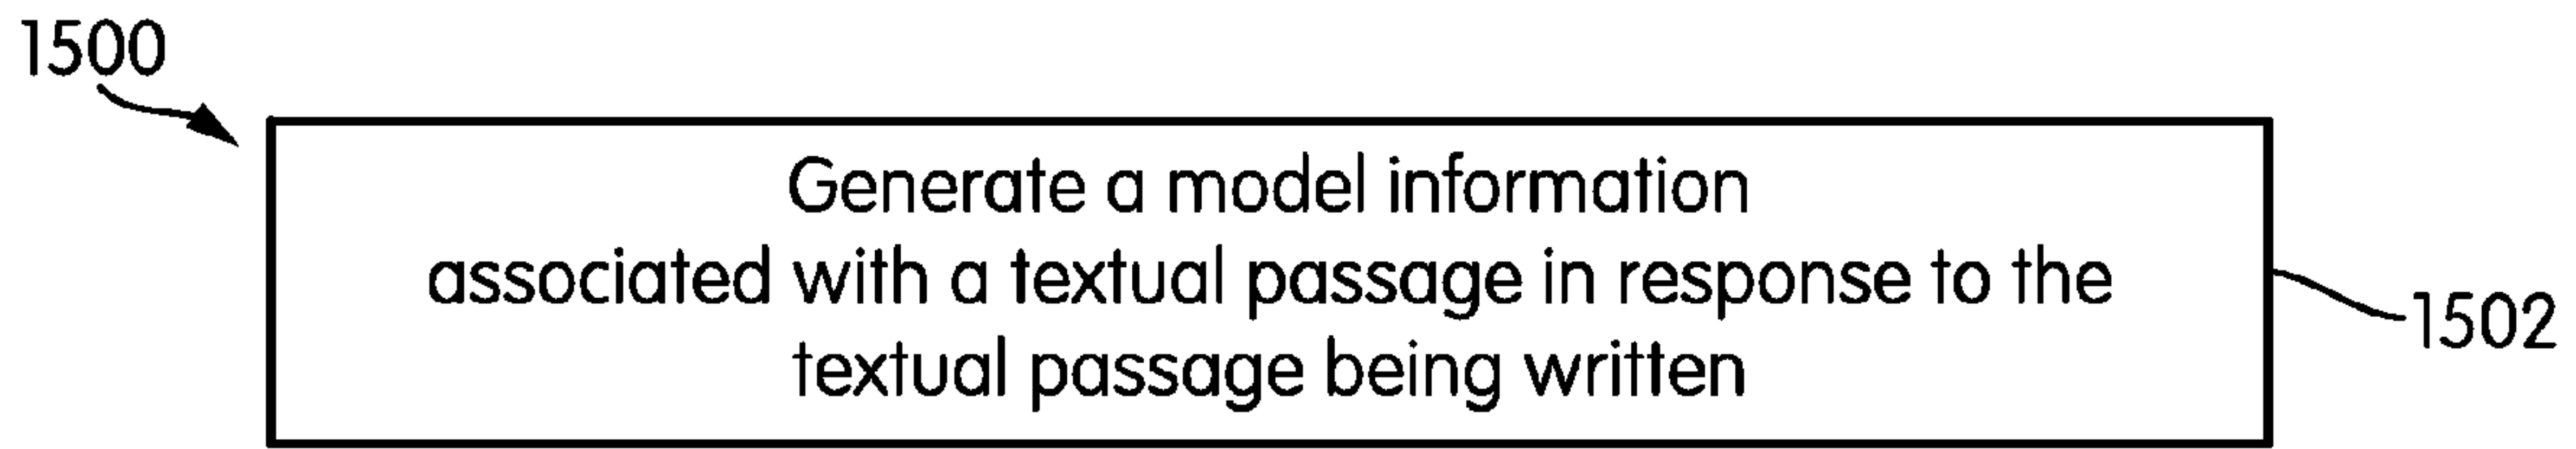 1500
Generate a model information
associated with a textual passage in response to the
textual passage being written
1502